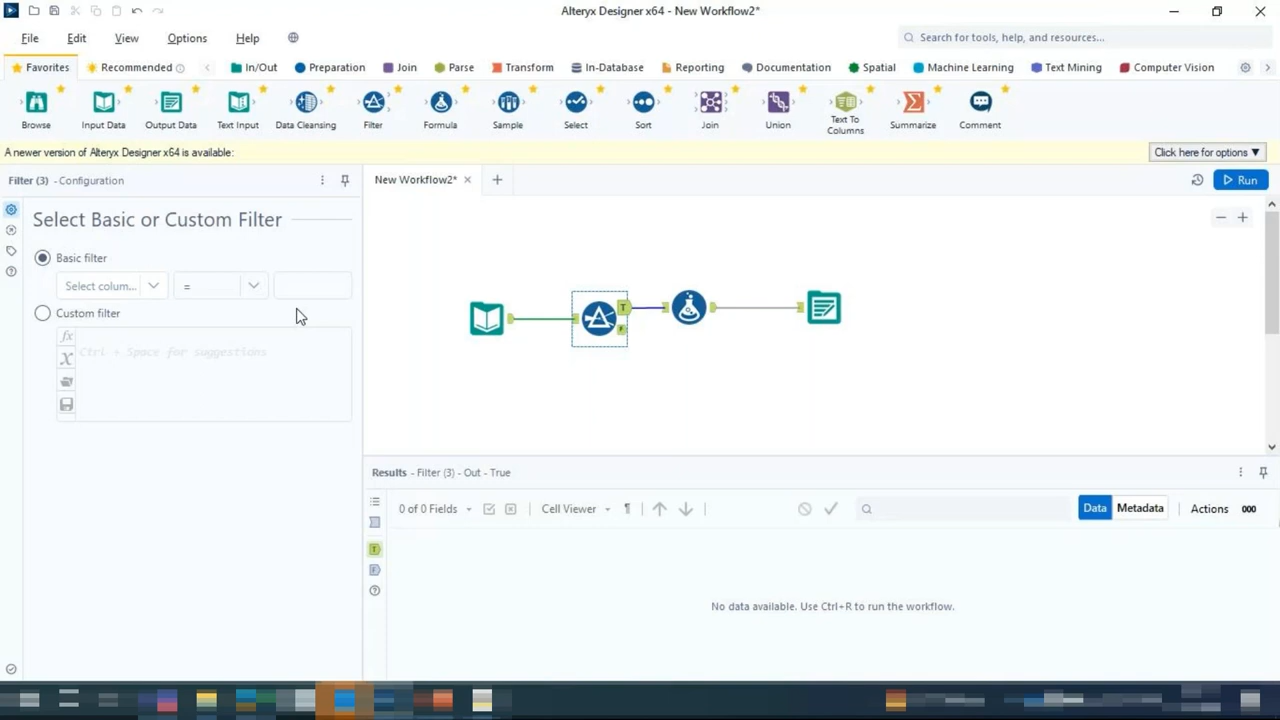 Alteryx Designer x64 - New Workflow2*
File Edit View Options Help
Search for tools, help, and resources...
Favorites Recommended In/Out Preparation Join Parse Transform In-Database Reporting Documentation Spatial Machine Learning Text Mining Computer Vision
Browse Input Data Output Data Text Input Data Cleansing Filter Formula Sample Select Sort Join Union Text To Columns Summarize Comment
A newer version of Alteryx Designer x64 is available:
Click here for options ▼
Filter (3) - Configuration
New Workflow2*
Run
Select Basic or Custom Filter
Basic filter
Select colum... =
Custom filter
fx
X
Ctrl + Space for suggestions
T
F
Results - Filter (3) - Out - True
0 of 0 Fields Cell Viewer Data Metadata Actions 000
T
F
No data available. Use Ctrl+R to run the workflow.